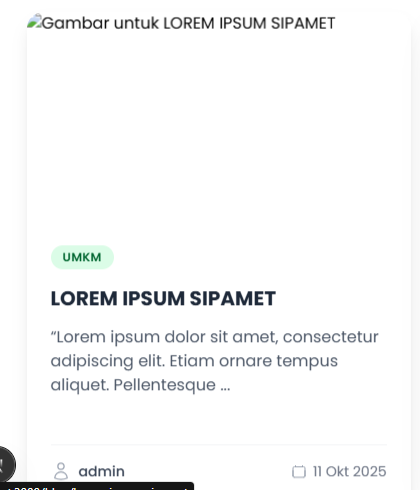 Gambar untuk LOREM IPSUM SIPAMET
UMKM
LOREM IPSUM SIPAMET
“Lorem ipsum dolor sit amet, consectetur
adipiscing elit. Etiam ornare tempus
aliquet. Pellentesque ...
admin
11 Okt 2025